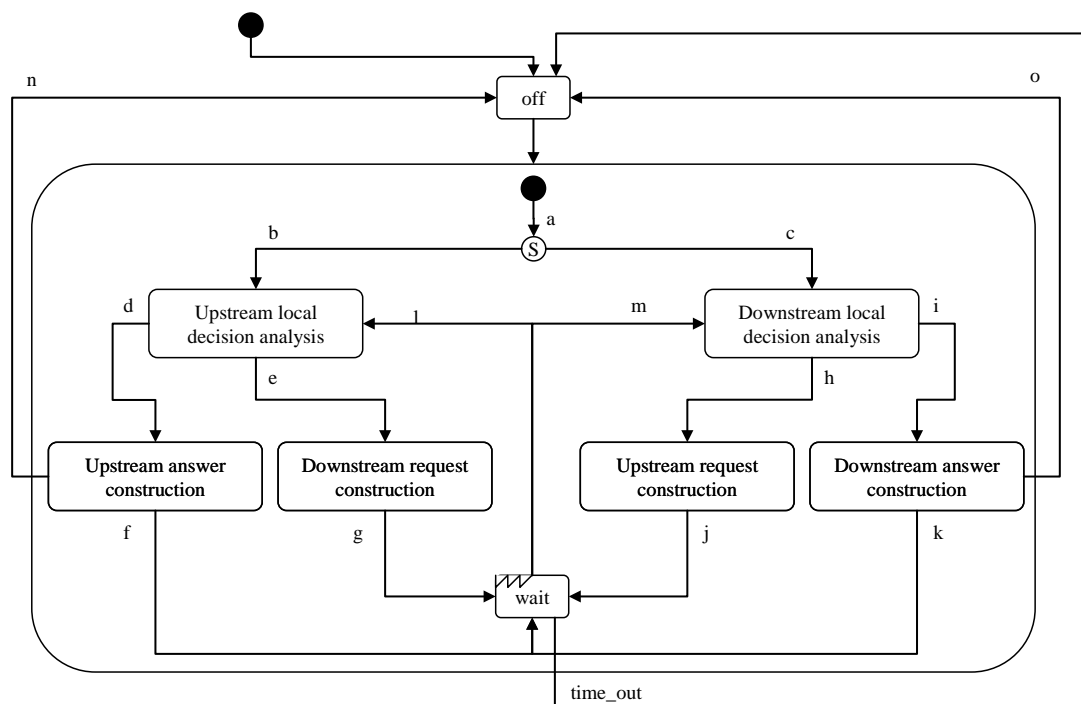 n
o
off
a
b
c
S
d
Upstream local
decision analysis
l
m
Downstream local
decision analysis
i
e
h
Upstream answer
construction
Downstream request
construction
Upstream request
construction
Downstream answer
construction
f
g
j
k
wait
time_out